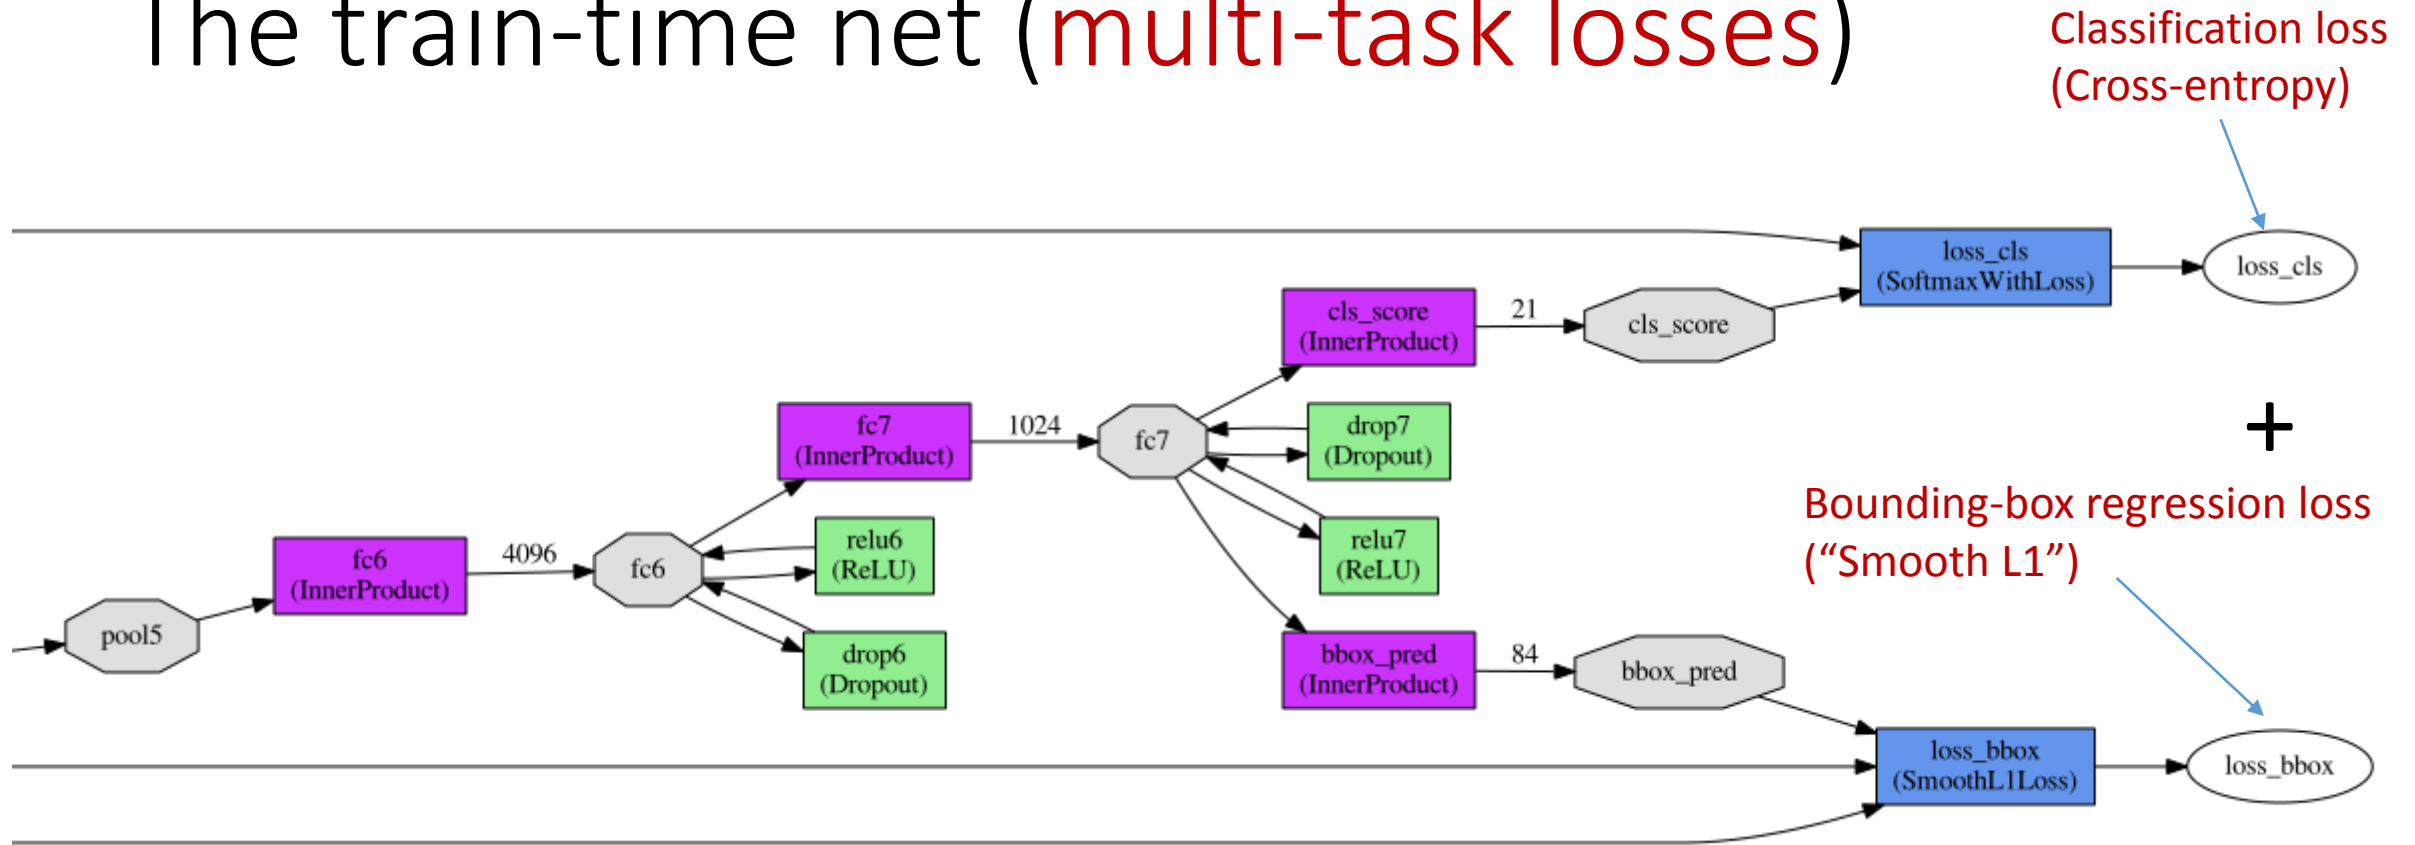 The train-time net (multi-task losses)
Classification loss
(Cross-entropy)
loss_cls
(SoftmaxWithLoss)
loss_cls
cls_score
(InnerProduct)
21
cls_score
fc7
(InnerProduct)
1024
fc7
drop7
(Dropout)
+
Bounding-box regression loss
(“Smooth L1”)
fc6
(InnerProduct)
4096
fc6
relu6
(ReLU)
relu7
(ReLU)
pool5
drop6
(Dropout)
bbox_pred
(InnerProduct)
84
bbox_pred
loss_bbox
(SmoothL1Loss)
loss_bbox